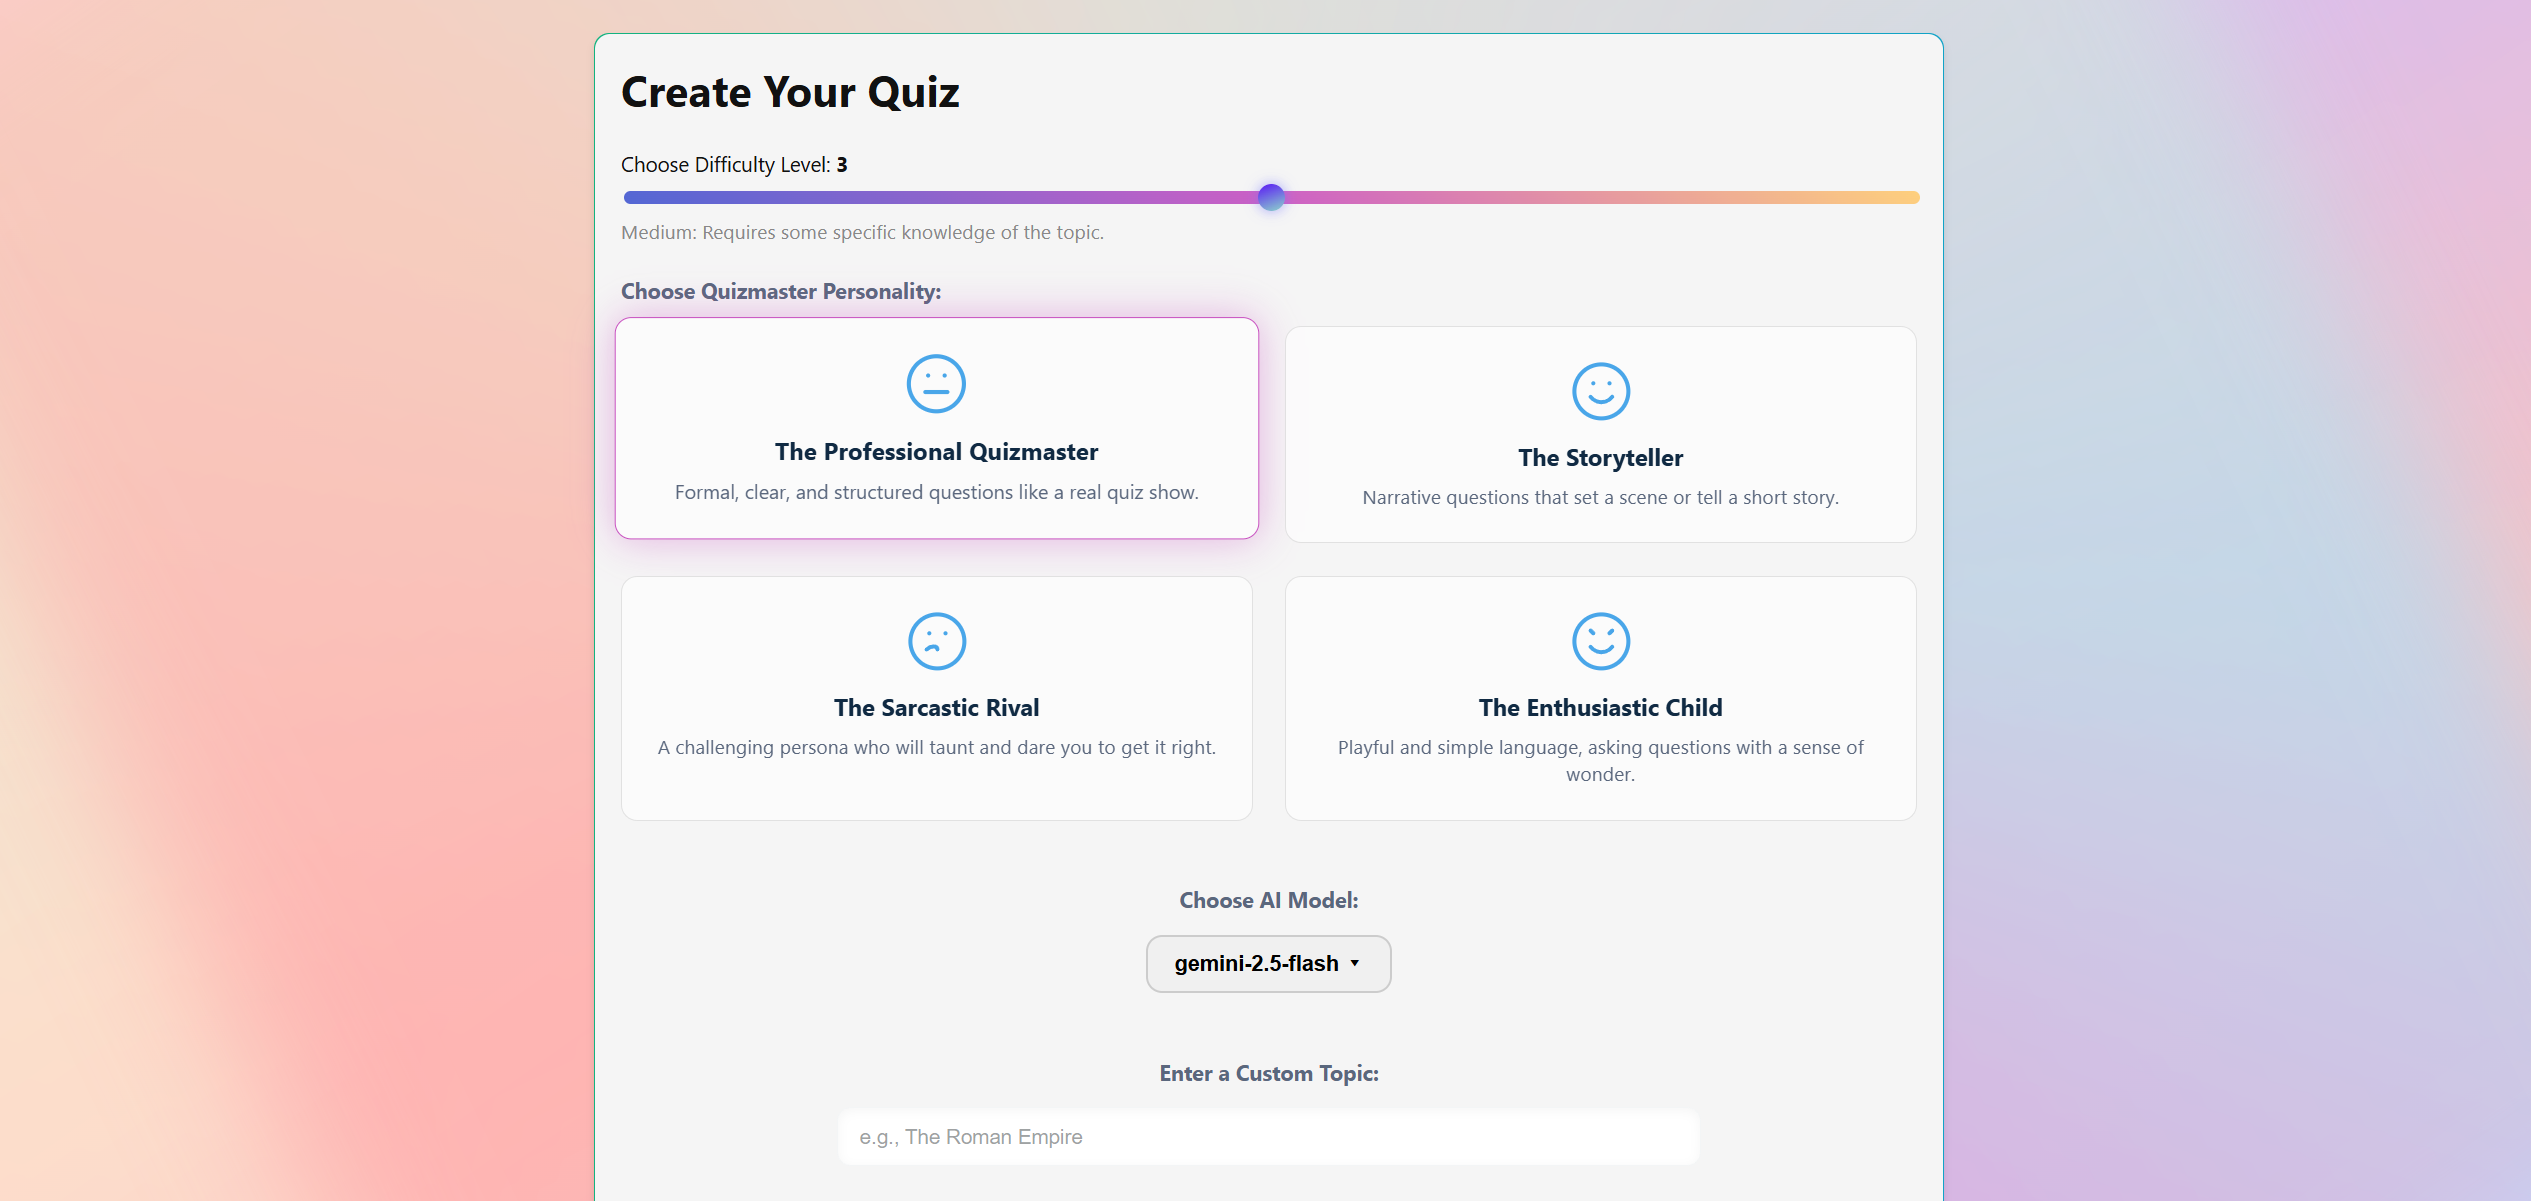 Create Your Quiz
Choose Difficulty Level: 3
Medium: Requires some specific knowledge of the topic.
Choose Quizmaster Personality:
The Professional Quizmaster
Formal, clear, and structured questions like a real quiz show.
The Storyteller
Narrative questions that set a scene or tell a short story.
The Sarcastic Rival
A challenging persona who will taunt and dare you to get it right.
The Enthusiastic Child
Playful and simple language, asking questions with a sense of
wonder.
Choose AI Model:
gemini-2.5-flash
Enter a Custom Topic:
e.g., The Roman Empire